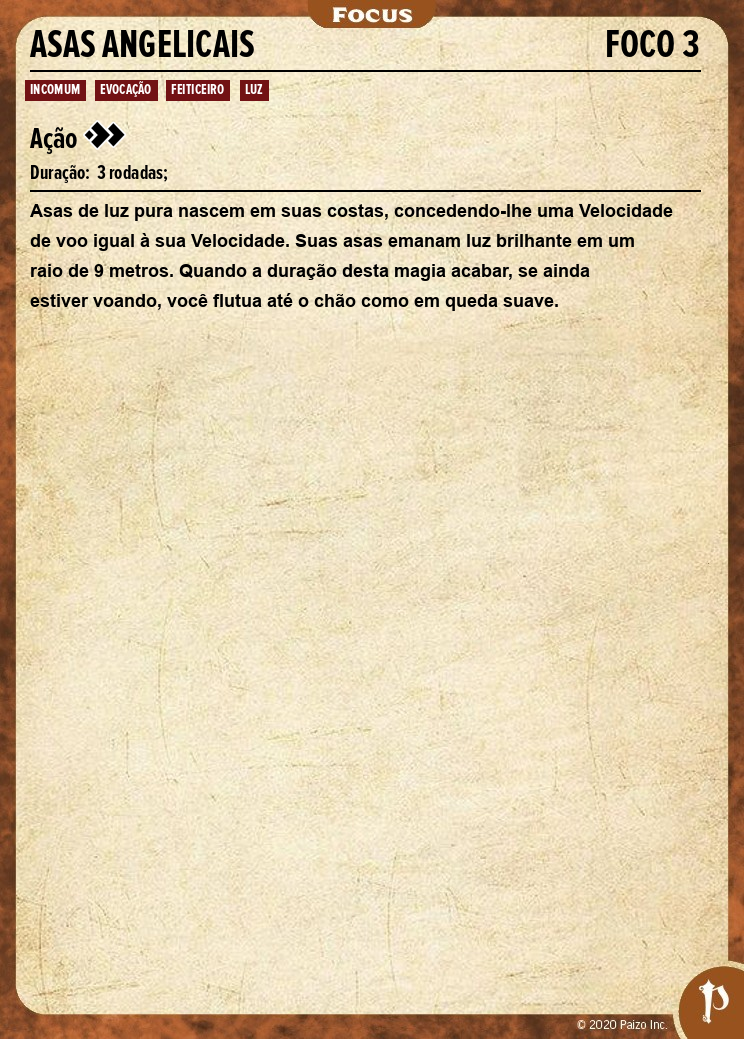 Focus
ASAS ANGELICAIS FOCO 3
INCOMUM EVOCAÇÃO FEITICEIRO LUZ
Ação
Duração: 3 rodadas;
Asas de luz pura nascem em suas costas, concedendo-lhe uma Velocidade
de voo igual à sua Velocidade. Suas asas emanam luz brilhante em um
raio de 9 metros. Quando a duração desta magia acabar, se ainda
estiver voando, você flutua até o chão como em queda suave.
© 2020 Paizo Inc.
P